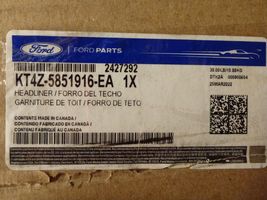 Ford
FORD PARTS
2427292
KT4Z-5851916-EA 1X
HEADLINER / FORRO DEL TECHO
GARNITURE DE TOIT / FORRO DE TETO
MADE IN CANADA /
CONTENIDO FABRICADO EN CANADA /
CONTENU FABRIQUÉ AU CANADA /
25MAR2022